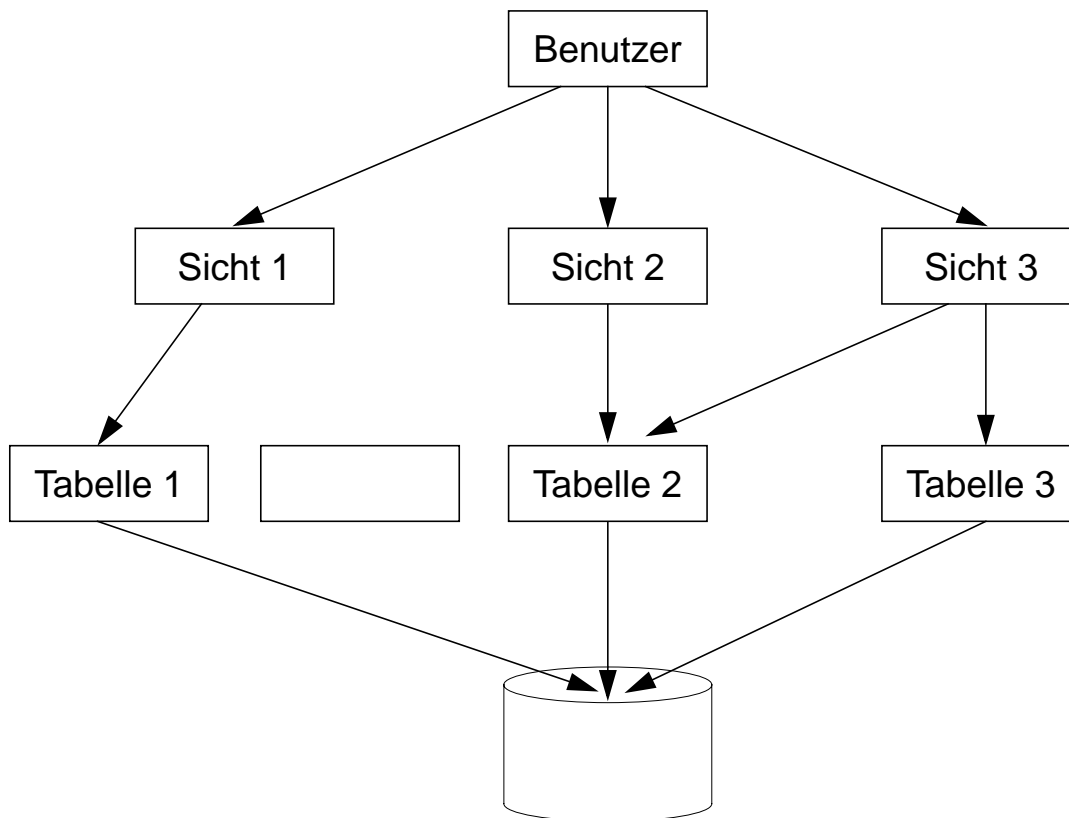 Benutzer
Sicht 1
Sicht 2
Sicht 3
Tabelle 1
Tabelle 2
Tabelle 3